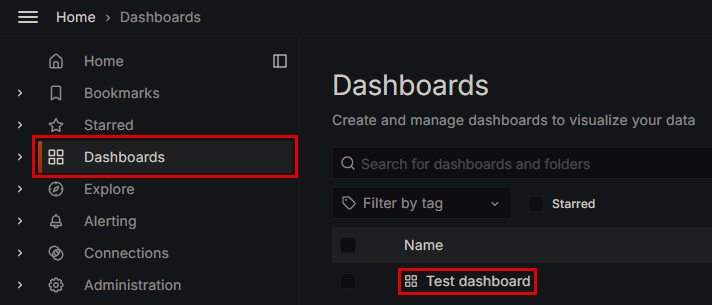 Home › Dashboards
Home
Bookmarks
Starred
Dashboards
Explore
Alerting
Connections
Administration
Dashboards
Create and manage dashboards to visualize your data
Search for dashboards and folders
Filter by tag
Starred
Name
Test dashboard